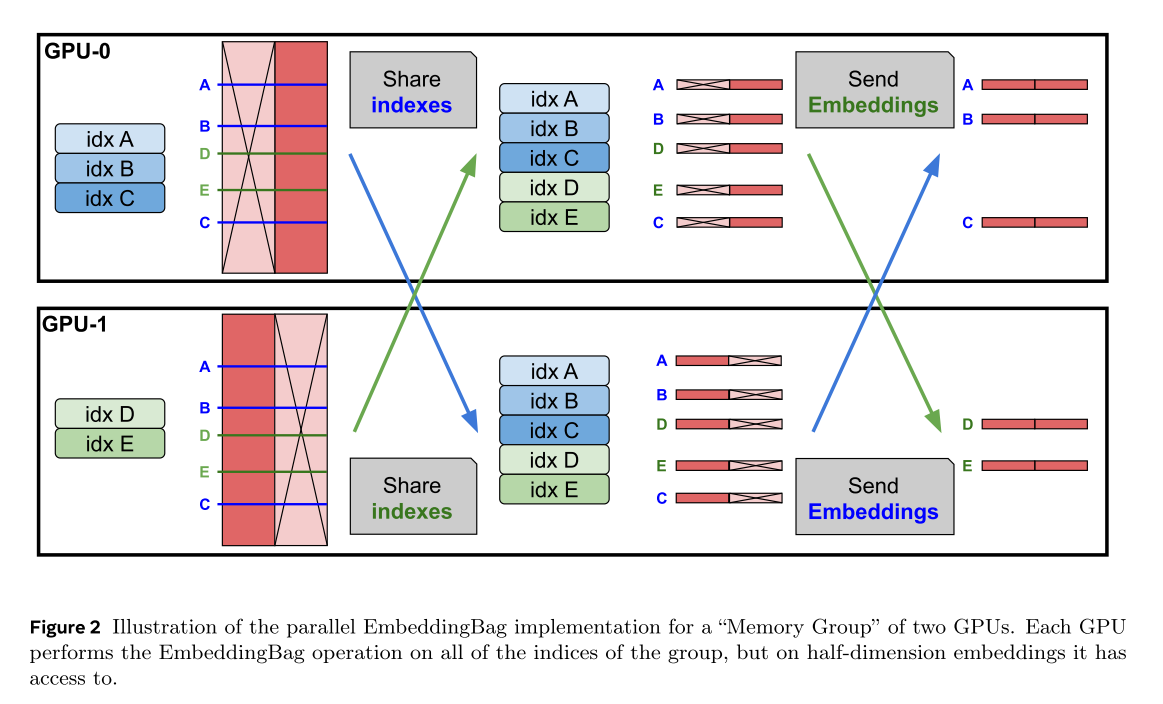 GPU-0
idx A
idx B
idx C
A
B
D
E
C
Share
indexes
idx A
idx B
idx C
idx D
idx E
A
B
D
E
C
Send
Embeddings
A
B
C
GPU-1
idx D
idx E
A
B
D
E
C
Share
indexes
idx A
idx B
idx C
idx D
idx E
A
B
D
E
C
Send
Embeddings
D
E
Figure 2 Illustration of the parallel EmbeddingBag implementation for a “Memory Group” of two GPUs. Each GPU
performs the EmbeddingBag operation on all of the indices of the group, but on half-dimension embeddings it has
access to.